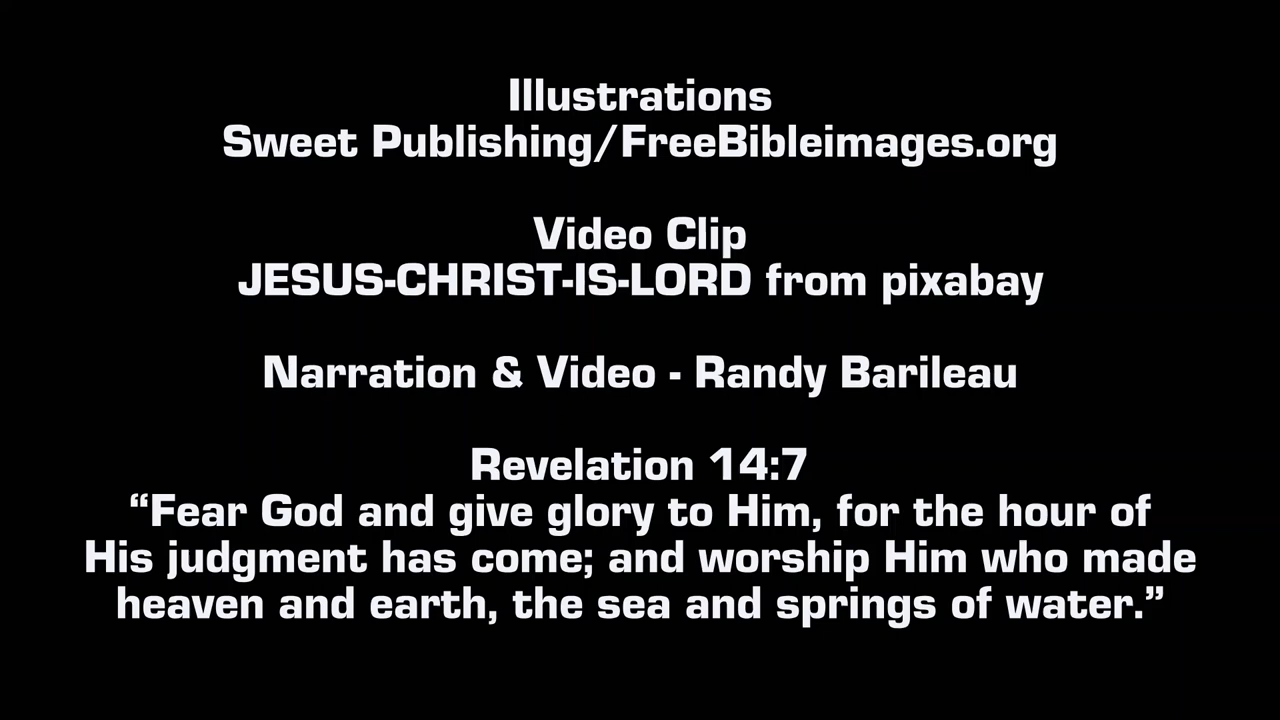 Illustrations
Sweet Publishing/FreeBibleimages.org
Video Clip
JESUS-CHRIST-IS-LORD from pixabay
Narration & Video - Randy Barileau
Revelation 14:7
“Fear God and give glory to Him, for the hour of
His judgment has come; and worship Him who made
heaven and earth, the sea and springs of water.”